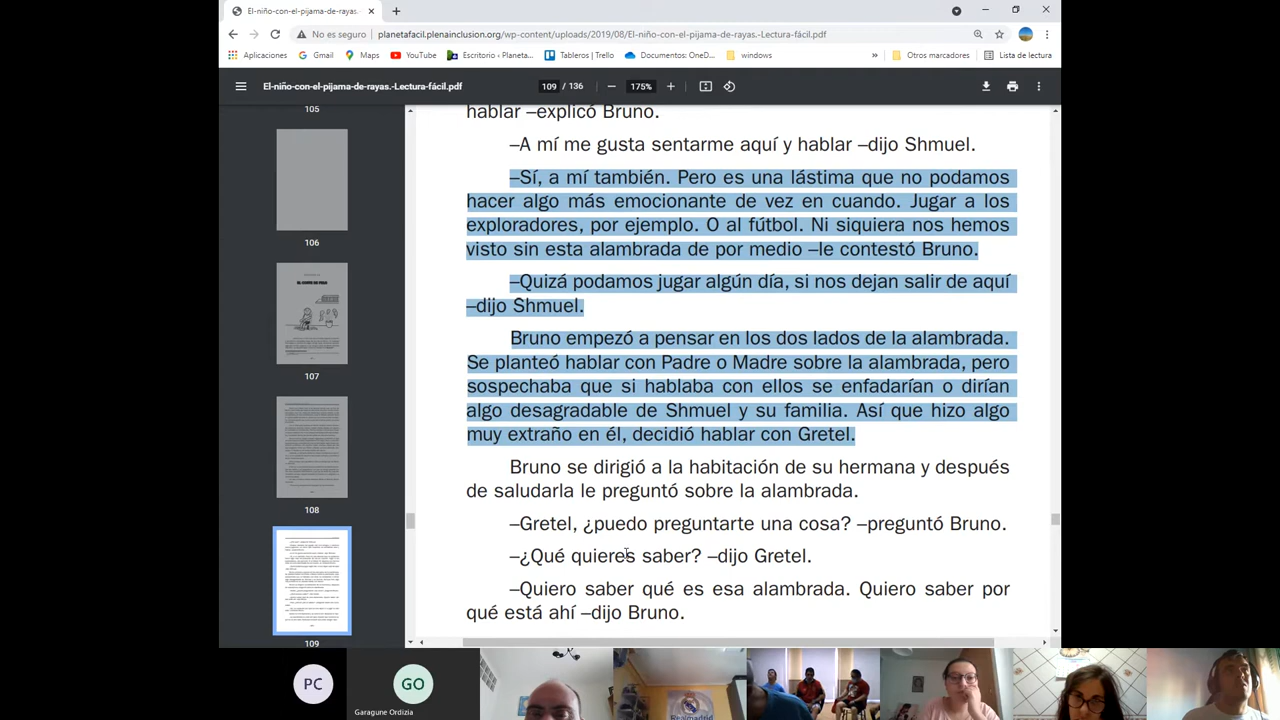 El-niño-con-el-pijama-de-rayas.-
No es seguro
planetafacil.plenainclusion.org/wp-content/uploads/2019/08/El-niño-con-el-pijama-de-rayas.-Lectura-fácil.pdf
Aplicaciones
Gmail
Maps
YouTube
Escritorio – Planeta...
Tableros | Trello
Documentos: OneD...
windows
»
Otros marcadores
Lista de lectura
El-niño-con-el-pijama-de-rayas.-Lectura-fácil.pdf
109 / 136
175%
105
106
107
108
109
hablar –explicó Bruno.
–A mí me gusta sentarme aquí y hablar –dijo Shmuel.
–Sí, a mí también. Pero es una lástima que no podamos
hacer algo más emocionante de vez en cuando. Jugar a los
exploradores, por ejemplo. O al fútbol. Ni siquiera nos hemos
visto sin esta alambrada de por medio –le contestó Bruno.
–Quizá podamos jugar algún día, si nos dejan salir de aquí
–dijo Shmuel.
Bruno empezó a pensar en los dos lados de la alambrada.
Se planteó hablar con Padre o Madre sobre la alambrada, pero
sospechaba que si hablaba con ellos se enfadarían o dirían
algo desagradable de Shmuel y su familia. Así que hizo algo
muy extraño en él, decidió hablar con Gretel.
Bruno se dirigió a la habitación de su hermana y después
de saludarla le preguntó sobre la alambrada.
–Gretel, ¿puedo preguntarte una cosa? –preguntó Bruno.
–¿Qué quieres saber? –dijo Gretel.
–Quiero saber qué es esa alambrada. Quiero saber por
qué está ahí –dijo Bruno.
PC
GO
Garagune Ordizia
Realmadrid